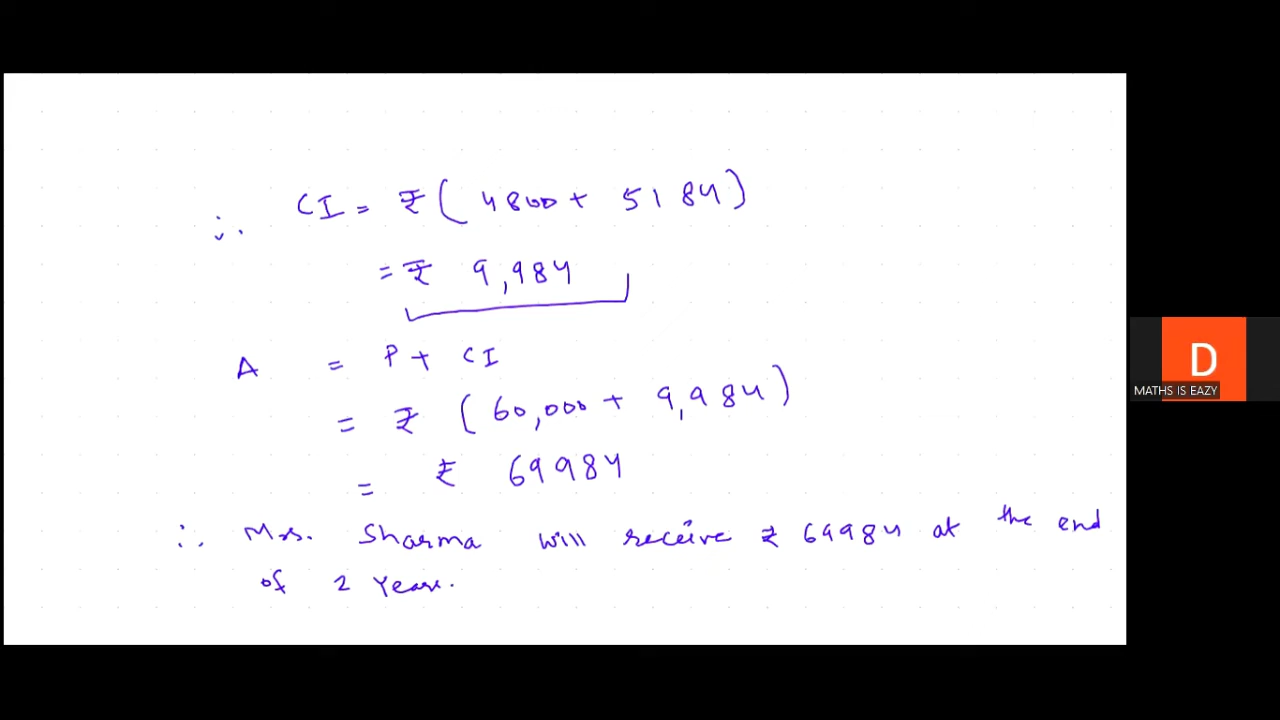 ∴ CI = ₹ ( 4800 + 5184 )
= ₹ 9,984
A = P + CI
= ₹ ( 60,000 + 9,984 )
= ₹ 69984
∴ Mrs. Sharma will receive ₹ 69984 at the end
of 2 Years.
D
MATHS IS EAZY